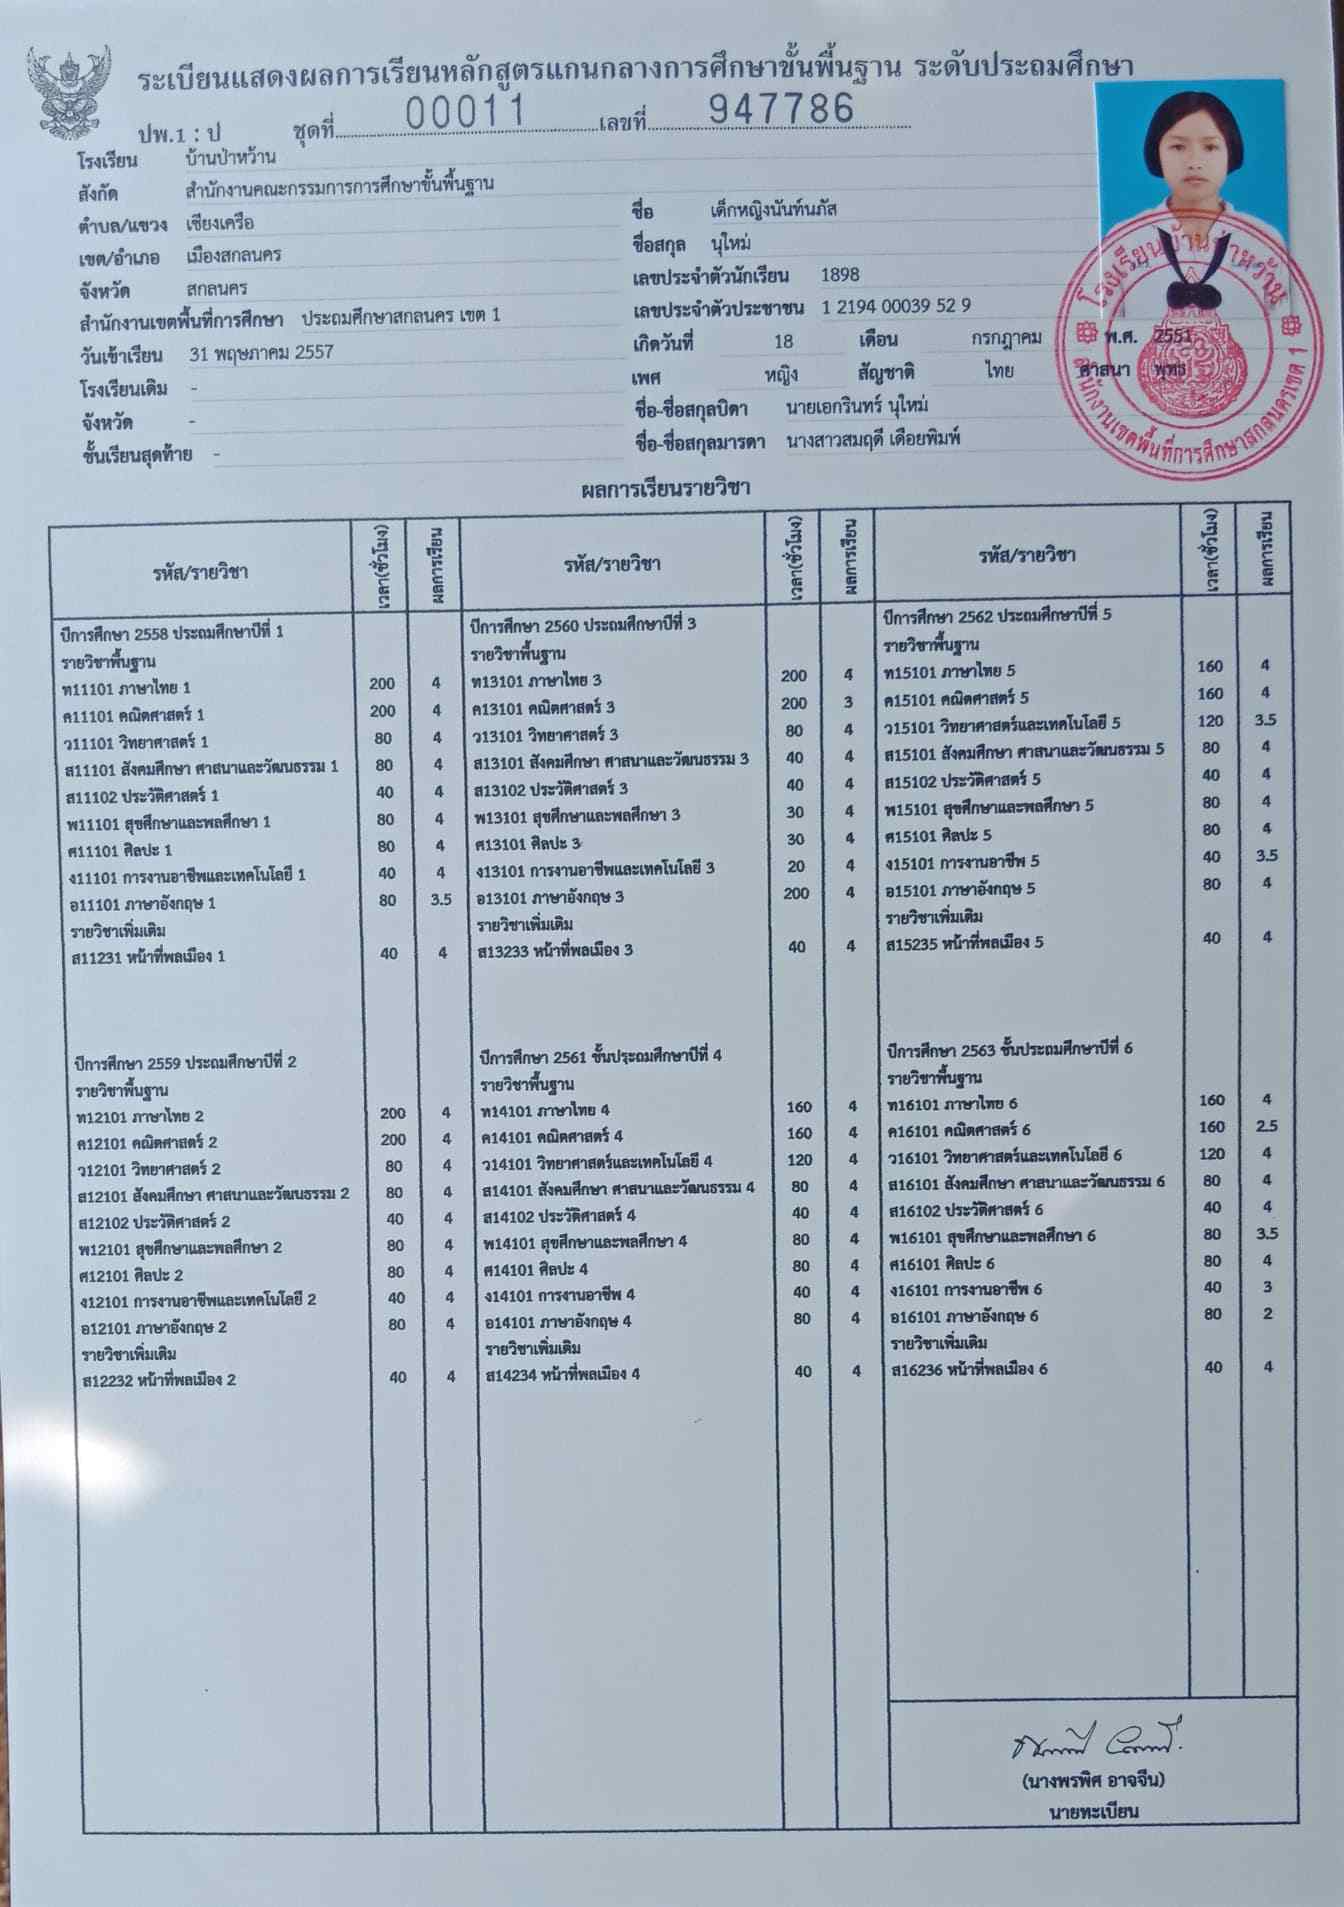 ระเบียนแสดงผลการเรียนหลักสูตรแกนกลางการศึกษาขั้นพื้นฐาน ระดับประถมศึกษา
ปพ.1 : ป ชุดที่ 00011 เลขที่ 947786
โรงเรียน บ้านป่าหว้าน
สังกัด สำนักงานคณะกรรมการการศึกษาขั้นพื้นฐาน
ตำบล/แขวง เชียงเครือ
เขต/อำเภอ เมืองสกลนคร
จังหวัด สกลนคร
สำนักงานเขตพื้นที่การศึกษา ประถมศึกษาสกลนคร เขต 1
วันเข้าเรียน 31 พฤษภาคม 2557
โรงเรียนเดิม -
จังหวัด -
ชั้นเรียนสุดท้าย -
ชื่อ เด็กหญิงนันท์นภัส
ชื่อสกุล นุใหม่
เลขประจำตัวนักเรียน 1898
เลขประจำตัวประชาชน 1 2194 00039 52 9
เกิดวันที่ 18 เดือน กรกฎาคม พ.ศ. 2551
เพศ หญิง สัญชาติ ไทย ศาสนา พุทธ
ชื่อ-ชื่อสกุลบิดา นายเอกรินทร์ นุใหม่
ชื่อ-ชื่อสกุลมารดา นางสาวสมฤดี เดือยพิมพ์
โรงเรียนบ้านป่าหว้าน
สำนักงานเขตพื้นที่การศึกษาสกลนครเขต 1
ผลการเรียนรายวิชา
รหัส/รายวิชา เวลา(ชั่วโมง) ผลการเรียน
ปีการศึกษา 2558 ประถมศึกษาปีที่ 1
รายวิชาพื้นฐาน
ท11101 ภาษาไทย 1 200 4
ค11101 คณิตศาสตร์ 1 200 4
ว11101 วิทยาศาสตร์ 1 80 4
ส11101 สังคมศึกษา ศาสนาและวัฒนธรรม 1 80 4
ส11102 ประวัติศาสตร์ 1 40 4
พ11101 สุขศึกษาและพลศึกษา 1 80 4
ศ11101 ศิลปะ 1 80 4
ง11101 การงานอาชีพและเทคโนโลยี 1 40 4
อ11101 ภาษาอังกฤษ 1 80 3.5
รายวิชาเพิ่มเติม
ส11231 หน้าที่พลเมือง 1 40 4
ปีการศึกษา 2559 ประถมศึกษาปีที่ 2
รายวิชาพื้นฐาน
ท12101 ภาษาไทย 2 200 4
ค12101 คณิตศาสตร์ 2 200 4
ว12101 วิทยาศาสตร์ 2 80 4
ส12101 สังคมศึกษา ศาสนาและวัฒนธรรม 2 80 4
ส12102 ประวัติศาสตร์ 2 40 4
พ12101 สุขศึกษาและพลศึกษา 2 80 4
ศ12101 ศิลปะ 2 80 4
ง12101 การงานอาชีพและเทคโนโลยี 2 40 4
อ12101 ภาษาอังกฤษ 2 80 4
รายวิชาเพิ่มเติม
ส12232 หน้าที่พลเมือง 2 40 4
รหัส/รายวิชา เวลา(ชั่วโมง) ผลการเรียน
ปีการศึกษา 2560 ประถมศึกษาปีที่ 3
รายวิชาพื้นฐาน
ท13101 ภาษาไทย 3 200 4
ค13101 คณิตศาสตร์ 3 200 3
ว13101 วิทยาศาสตร์ 3 80 4
ส13101 สังคมศึกษา ศาสนาและวัฒนธรรม 3 40 4
ส13102 ประวัติศาสตร์ 3 40 4
พ13101 สุขศึกษาและพลศึกษา 3 30 4
ศ13101 ศิลปะ 3 30 4
ง13101 การงานอาชีพและเทคโนโลยี 3 20 4
อ13101 ภาษาอังกฤษ 3 200 4
รายวิชาเพิ่มเติม
ส13233 หน้าที่พลเมือง 3 40 4
ปีการศึกษา 2561 ชั้นประถมศึกษาปีที่ 4
รายวิชาพื้นฐาน
ท14101 ภาษาไทย 4 160 4
ค14101 คณิตศาสตร์ 4 160 4
ว14101 วิทยาศาสตร์และเทคโนโลยี 4 120 4
ส14101 สังคมศึกษา ศาสนาและวัฒนธรรม 4 80 4
ส14102 ประวัติศาสตร์ 4 40 4
พ14101 สุขศึกษาและพลศึกษา 4 80 4
ศ14101 ศิลปะ 4 80 4
ง14101 การงานอาชีพ 4 40 4
อ14101 ภาษาอังกฤษ 4 80 4
รายวิชาเพิ่มเติม
ส14234 หน้าที่พลเมือง 4 40 4
รหัส/รายวิชา เวลา(ชั่วโมง) ผลการเรียน
ปีการศึกษา 2562 ประถมศึกษาปีที่ 5
รายวิชาพื้นฐาน
ท15101 ภาษาไทย 5 160 4
ค15101 คณิตศาสตร์ 5 160 4
ว15101 วิทยาศาสตร์และเทคโนโลยี 5 120 3.5
ส15101 สังคมศึกษา ศาสนาและวัฒนธรรม 5 80 4
ส15102 ประวัติศาสตร์ 5 40 4
พ15101 สุขศึกษาและพลศึกษา 5 80 4
ศ15101 ศิลปะ 5 80 4
ง15101 การงานอาชีพ 5 40 3.5
อ15101 ภาษาอังกฤษ 5 80 4
รายวิชาเพิ่มเติม
ส15235 หน้าที่พลเมือง 5 40 4
ปีการศึกษา 2563 ชั้นประถมศึกษาปีที่ 6
รายวิชาพื้นฐาน
ท16101 ภาษาไทย 6 160 4
ค16101 คณิตศาสตร์ 6 160 2.5
ว16101 วิทยาศาสตร์และเทคโนโลยี 6 120 4
ส16101 สังคมศึกษา ศาสนาและวัฒนธรรม 6 80 4
ส16102 ประวัติศาสตร์ 6 40 4
พ16101 สุขศึกษาและพลศึกษา 6 80 3.5
ศ16101 ศิลปะ 6 80 4
ง16101 การงานอาชีพ 6 40 3
อ16101 ภาษาอังกฤษ 6 80 2
รายวิชาเพิ่มเติม
ส16236 หน้าที่พลเมือง 6 40 4
(นางพรพิศ อาจจีน)
นายทะเบียน